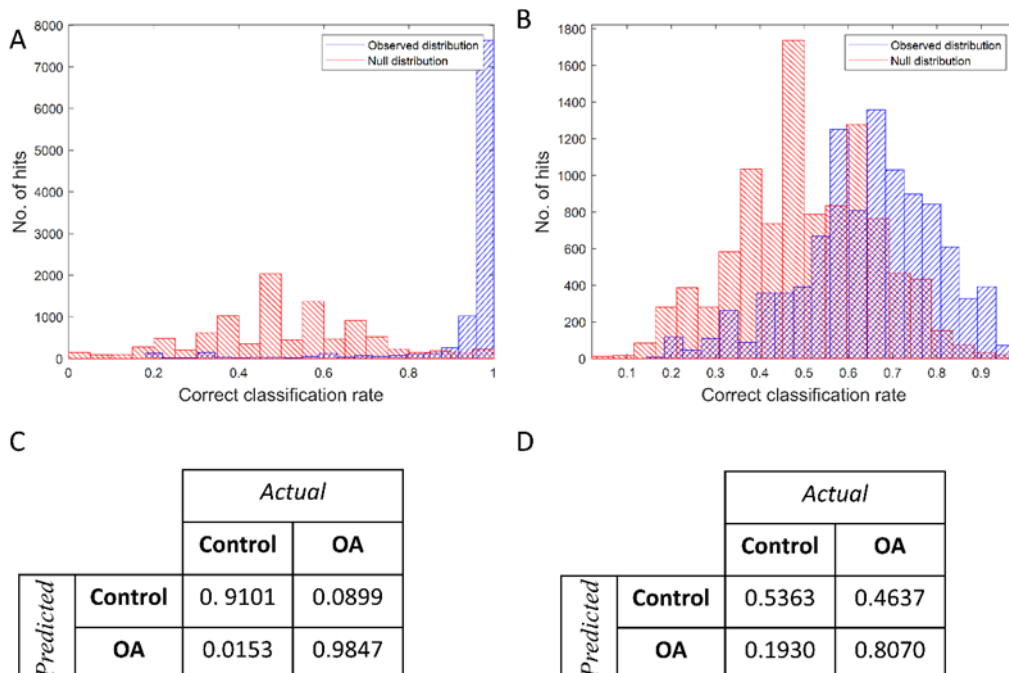 A
8000
7000
6000
5000
4000
3000
2000
1000
0
No. of hits
Observed distribution
Null distribution
0 0.2 0.4 0.6 0.8 1
Correct classification rate
B
1800
1600
1400
1200
1000
800
600
400
200
0
No. of hits
Observed distribution
Null distribution
0.1 0.2 0.3 0.4 0.5 0.6 0.7 0.8 0.9
Correct classification rate
C
Actual
Control OA
Predicted
Control 0. 9101 0.0899
OA 0.0153 0.9847
D
Actual
Control OA
Predicted
Control 0.5363 0.4637
OA 0.1930 0.8070